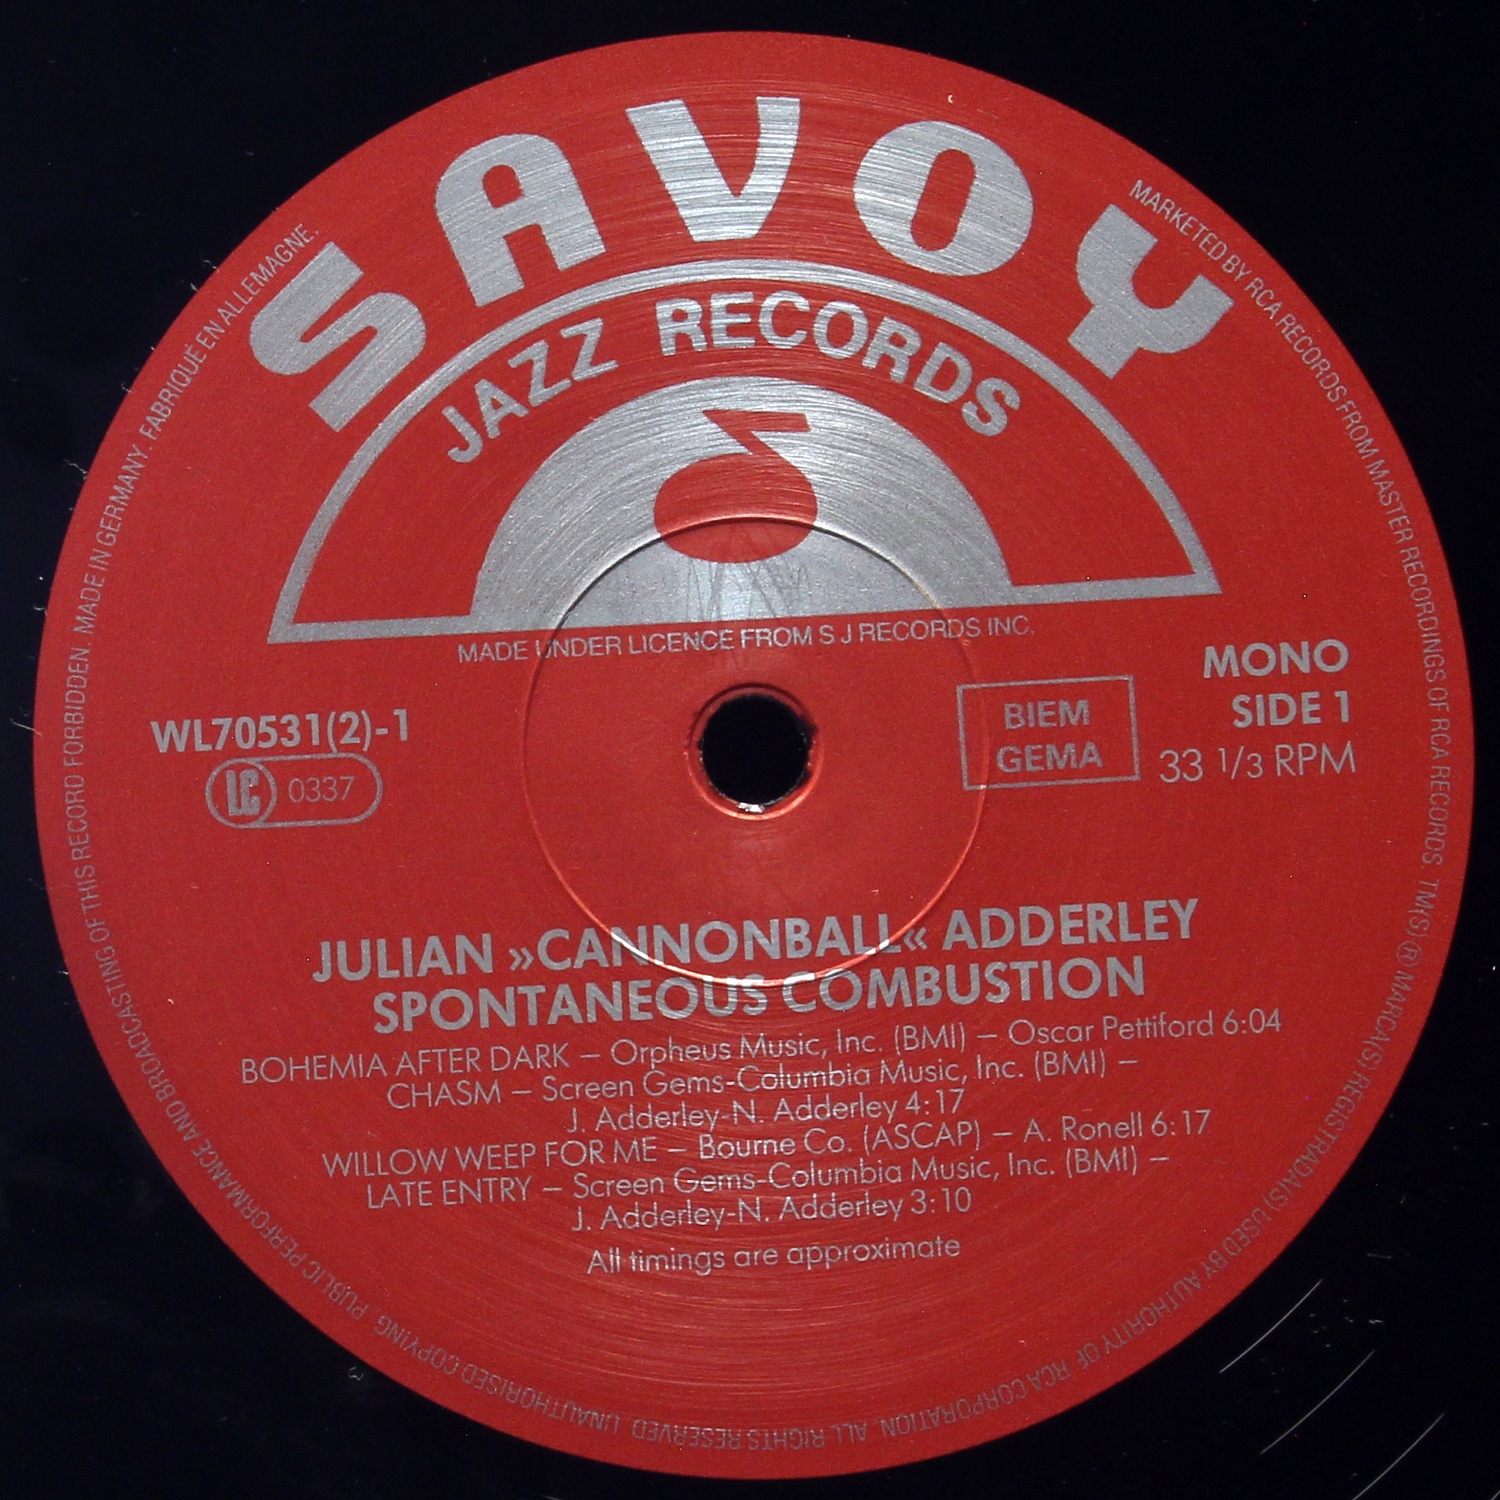 SAVOY
JAZZ RECORDS
MADE UNDER LICENCE FROM S J RECORDS INC.
WL70531(2)-1
LC 0337
BIEM
GEMA
MONO
SIDE 1
33 1/3 RPM
JULIAN »CANNONBALL« ADDERLEY
SPONTANEOUS COMBUSTION
BOHEMIA AFTER DARK – Orpheus Music, Inc. (BMI) – Oscar Pettiford 6:04
CHASM – Screen Gems-Columbia Music, Inc. (BMI) –
J. Adderley-N. Adderley 4:17
WILLOW WEEP FOR ME – Bourne Co. (ASCAP) – A. Ronell 6:17
LATE ENTRY – Screen Gems-Columbia Music, Inc. (BMI) –
J. Adderley-N. Adderley 3:10
All timings are approximate
MARKETED BY RCA RECORDS FROM MASTER RECORDINGS OF RCA RECORDS. TM(S) ® MARCA(S) REGISTRADA(S) USED BY AUTHORITY OF RCA CORPORATION. ALL RIGHTS RESERVED. UNAUTHORISED COPYING, PUBLIC PERFORMANCE AND BROADCASTING OF THIS RECORD FORBIDDEN. MADE IN GERMANY. FABRIQUÉ EN ALLEMAGNE.